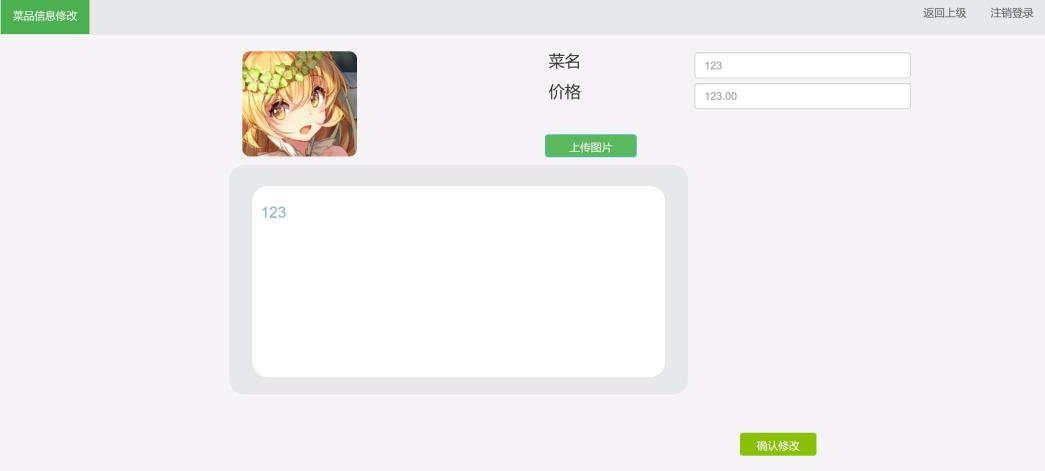 菜品信息修改
返回上级 注销登录
菜名 123
价格 123.00
上传图片
123
确认修改